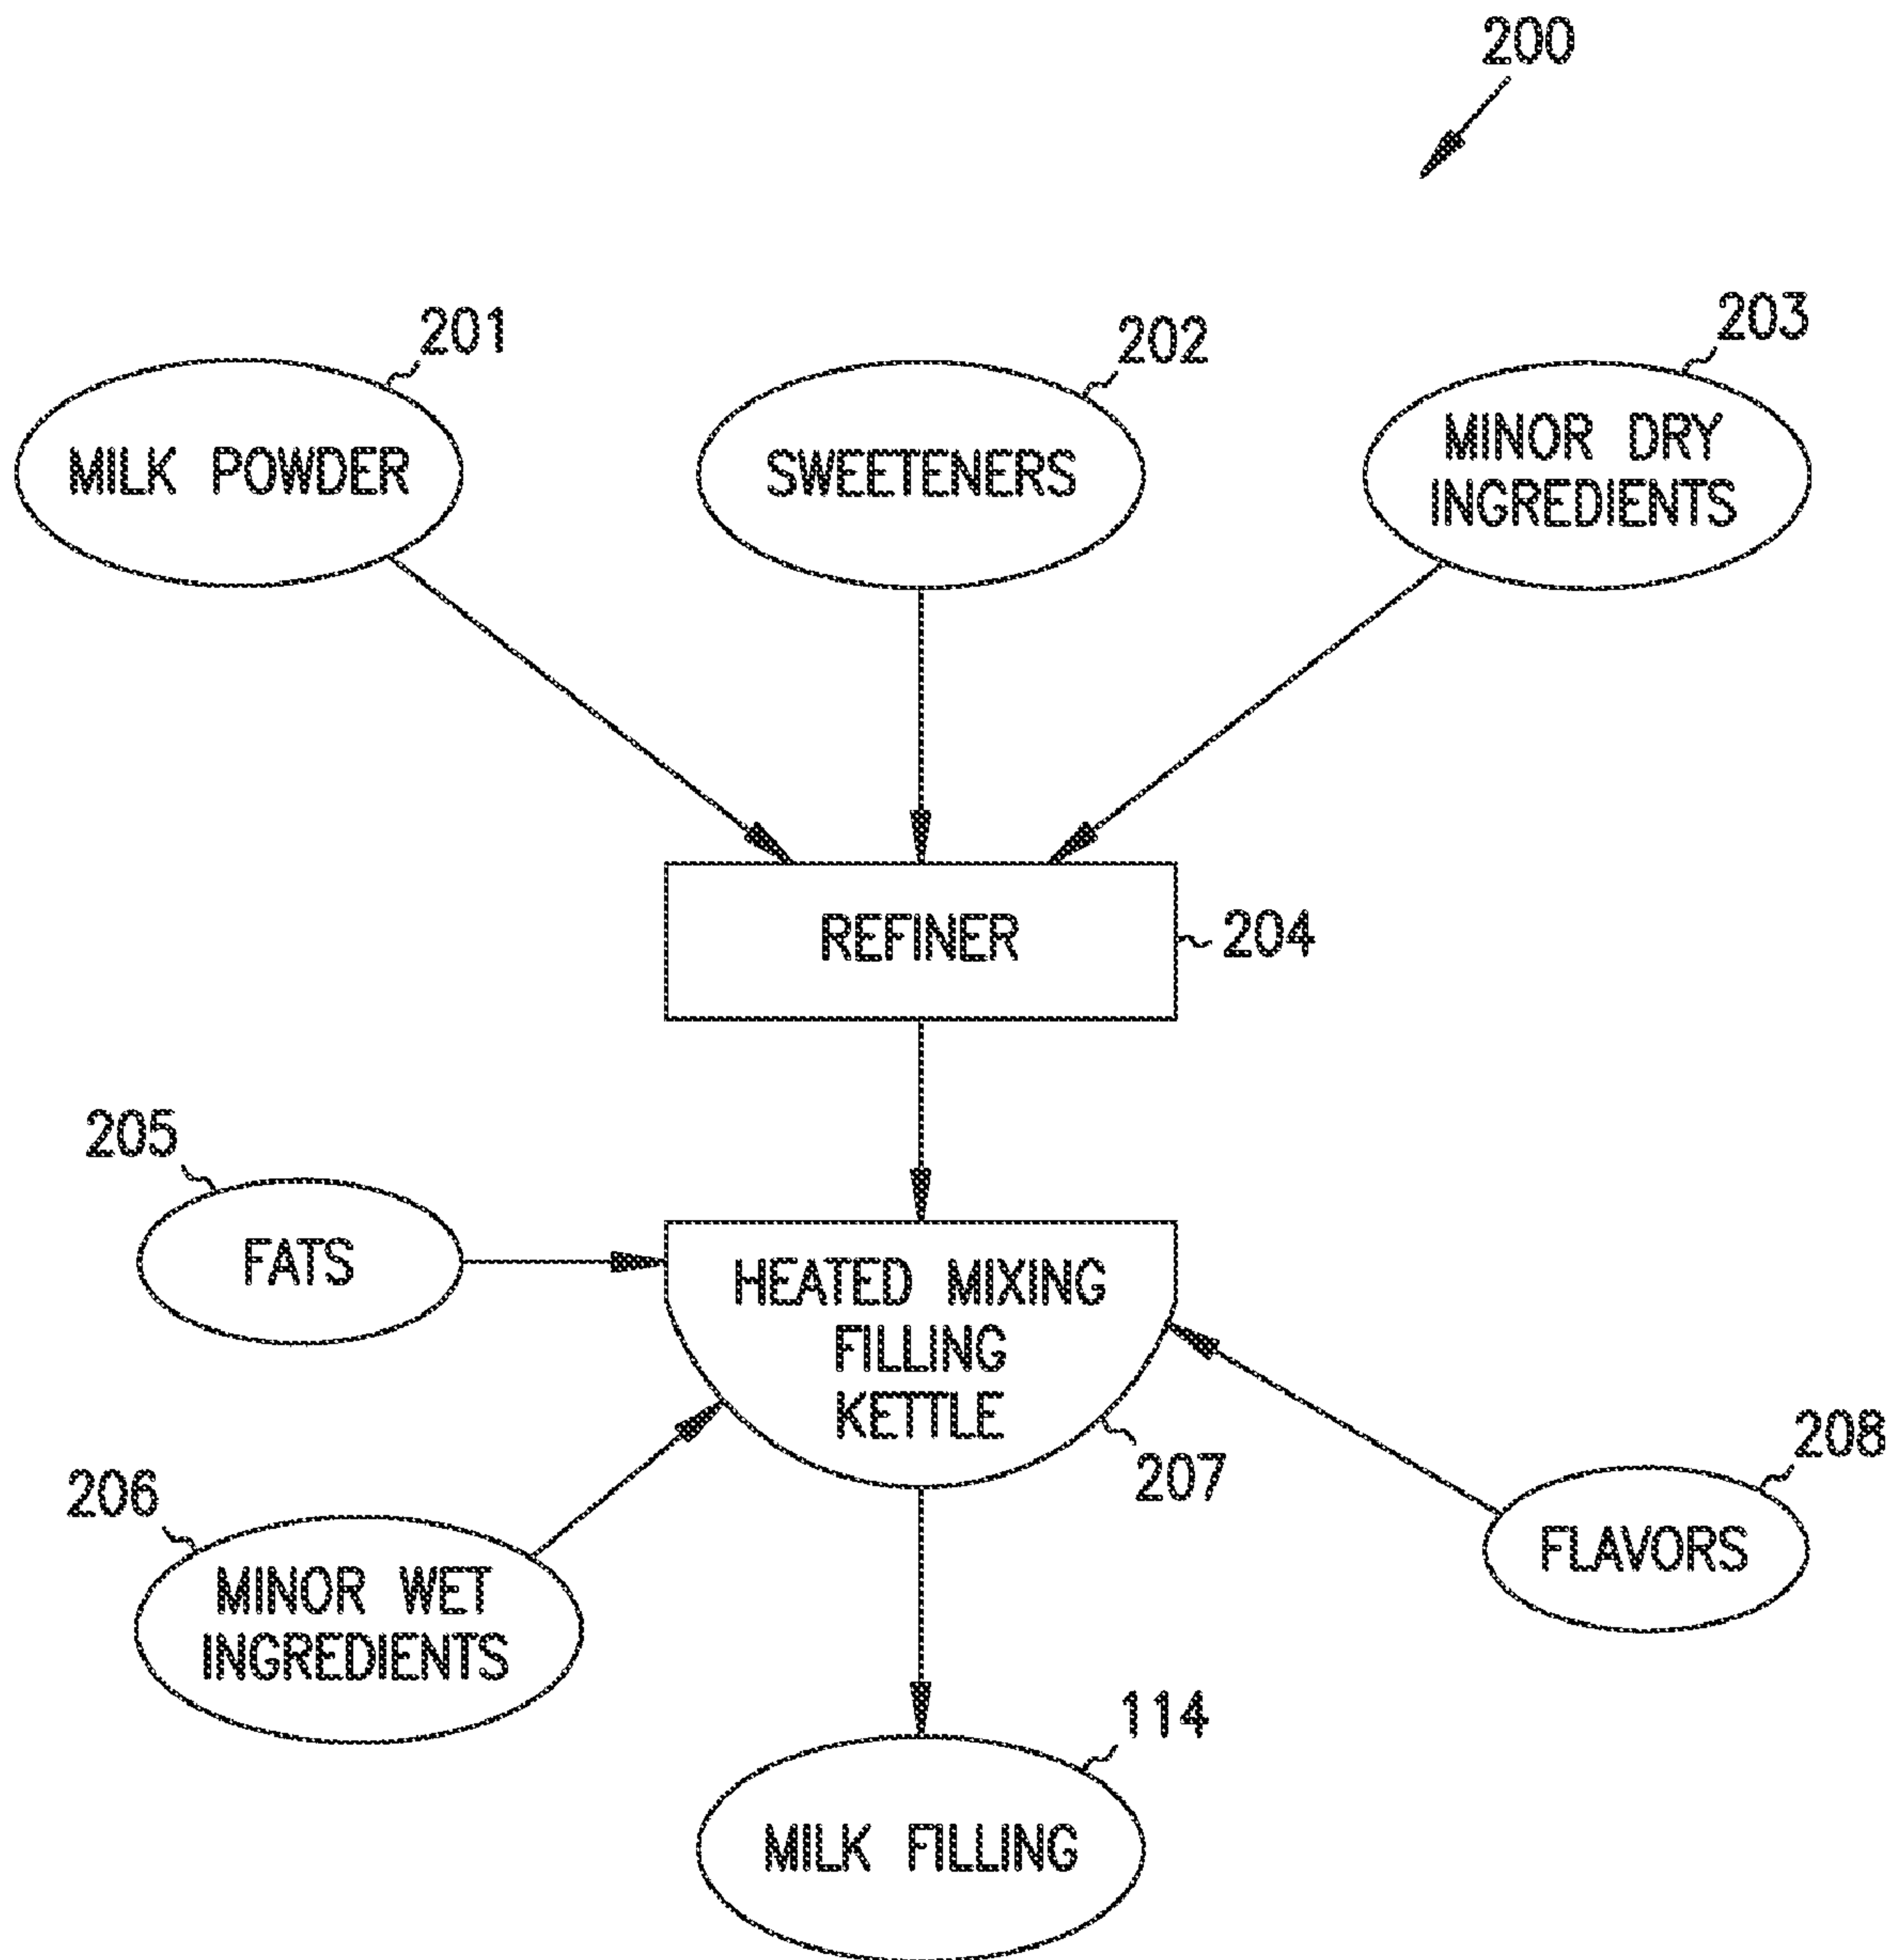 200
201
202
203
MILK POWDER
SWEETENERS
MINOR DRY
INGREDIENTS
REFINER
204
205
FATS
HEATED MIXING
FILLING
KETTLE
207
208
206
FLAVORS
MINOR WET
INGREDIENTS
114
MILK FILLING